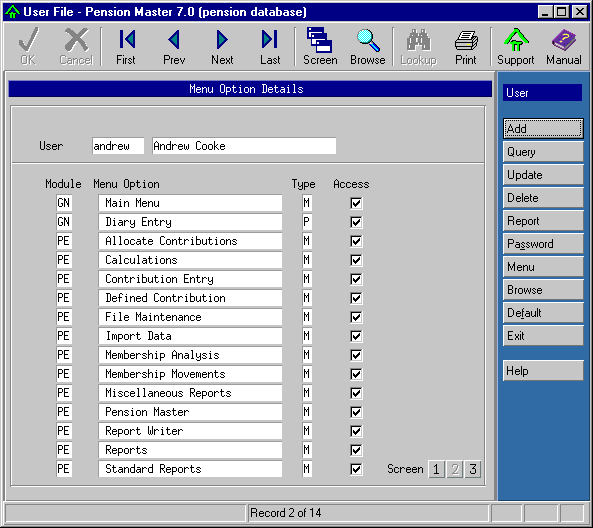 User File - Pension Master 7.0 (pension database)
OK Cancel First Prev Next Last Screen Browse Lookup Print Support Manual
Menu Option Details
User andrew Andrew Cooke
Module Menu Option Type Access
GN Main Menu M
GN Diary Entry P
PE Allocate Contributions M
PE Calculations M
PE Contribution Entry M
PE Defined Contribution M
PE File Maintenance M
PE Import Data M
PE Membership Analysis M
PE Membership Movements M
PE Miscellaneous Reports M
PE Pension Master M
PE Report Writer M
PE Reports M
PE Standard Reports M
Screen 1 2 3
User
Add
Query
Update
Delete
Report
Password
Menu
Browse
Default
Exit
Help
Record 2 of 14